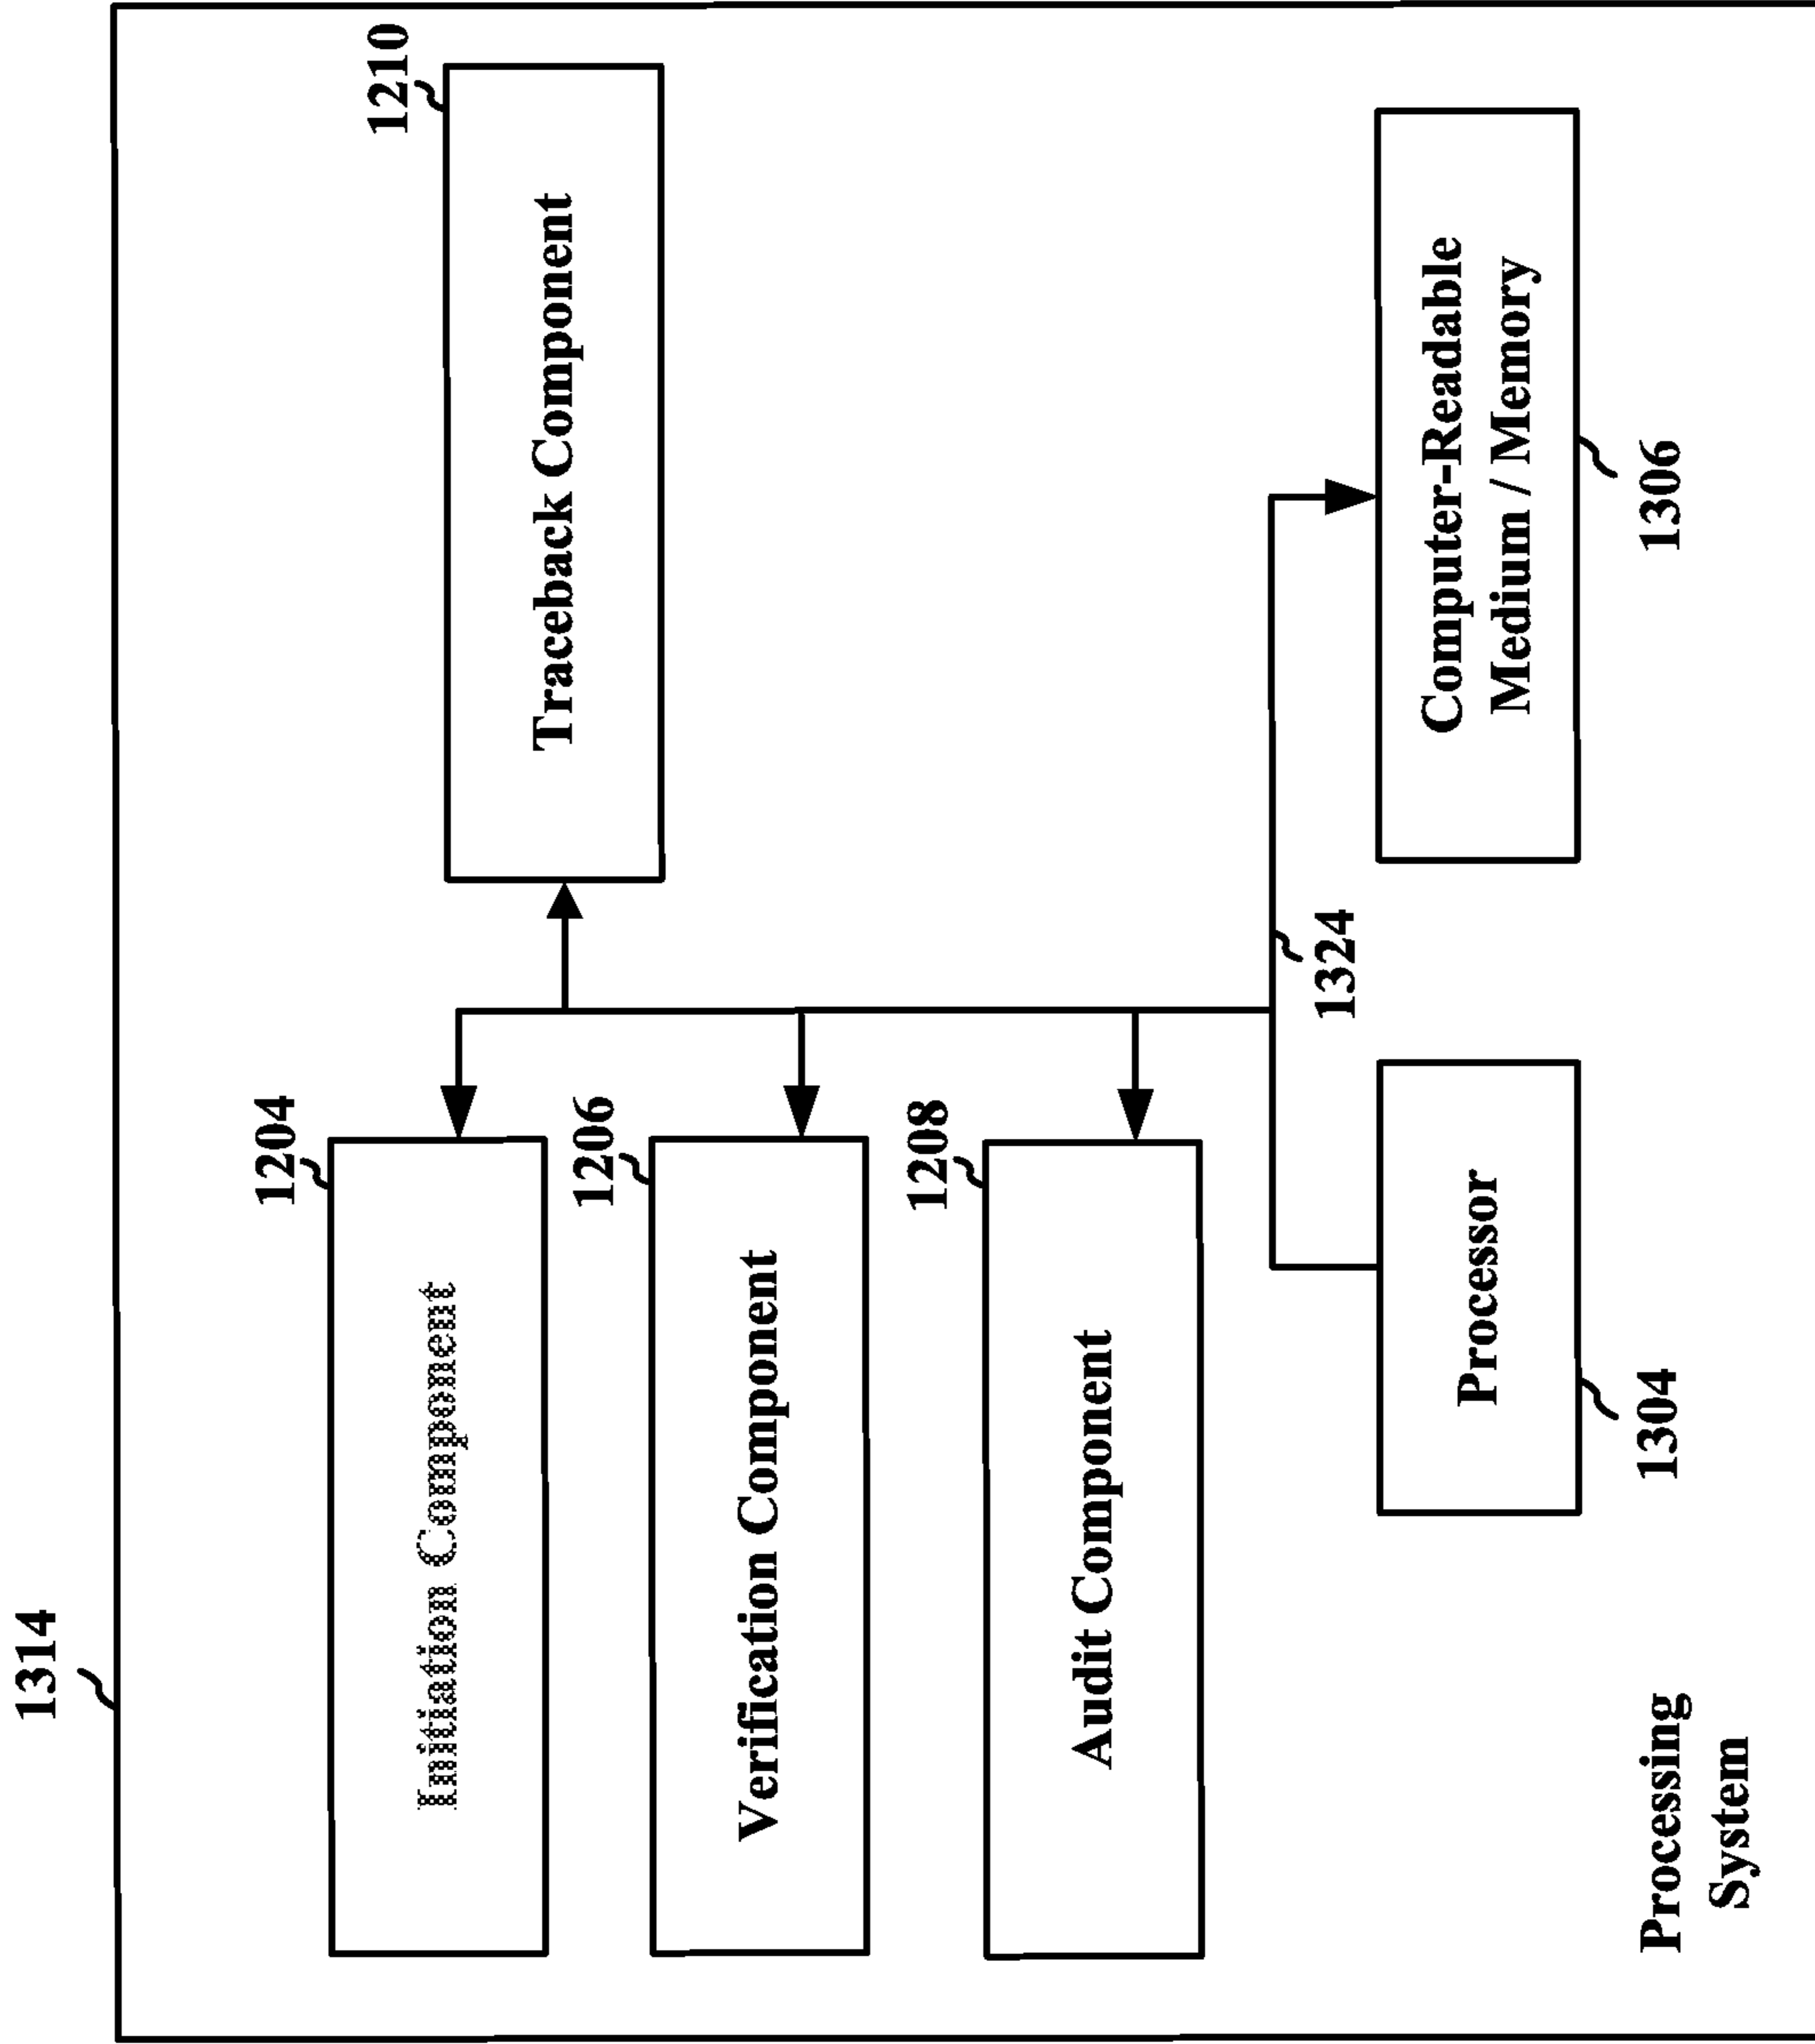 1314
1204
Initiation Component
1210
Traceback Component
1206
Verification Component
1208
Audit Component
1324
Processor
1304
Computer-Readable
Medium / Memory
1306
Processing
System